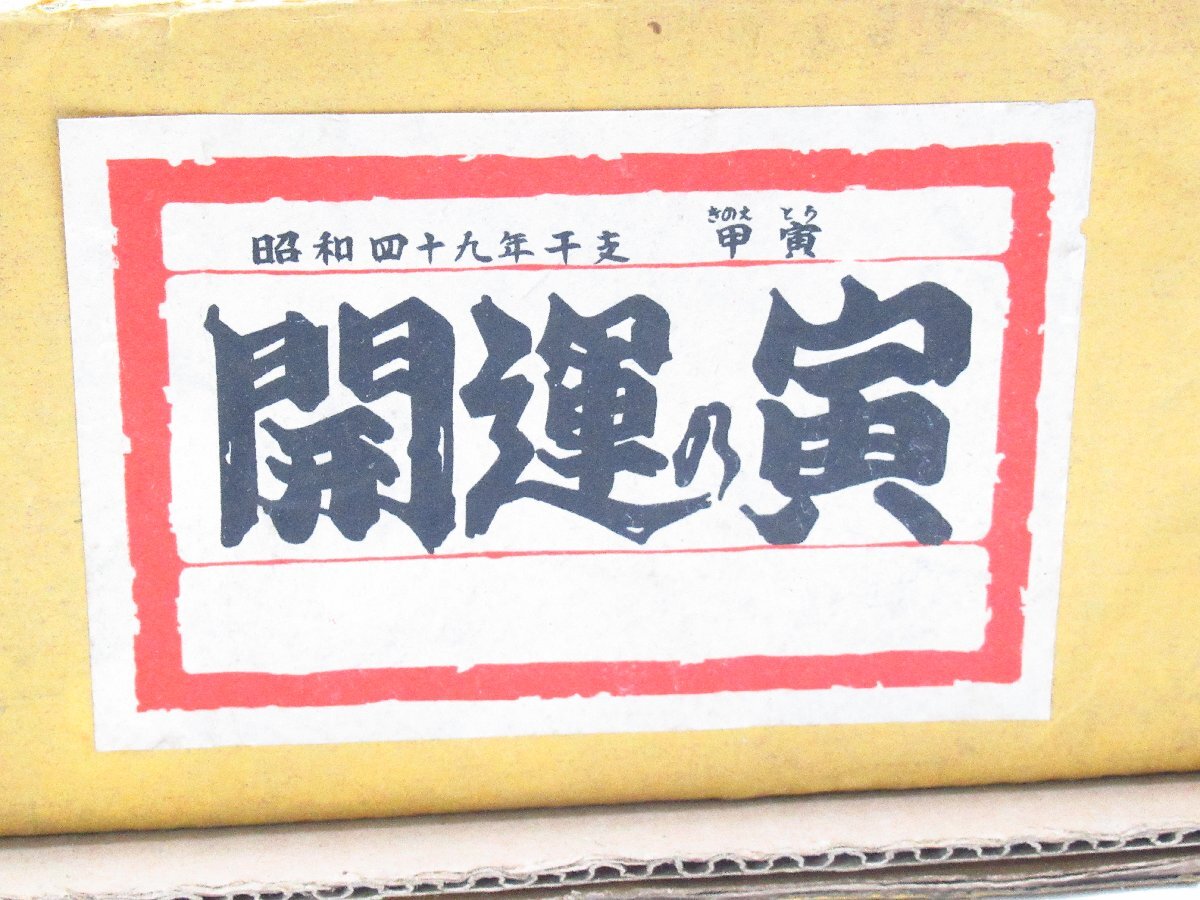 きのえ とら
昭和四十九年干支 甲寅
開運の寅